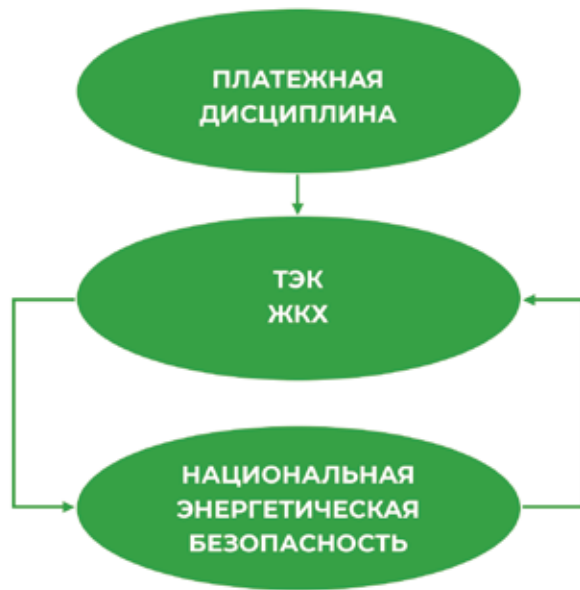 ПЛАТЕЖНАЯ
ДИСЦИПЛИНА
ТЭК
ЖКХ
НАЦИОНАЛЬНАЯ
ЭНЕРГЕТИЧЕСКАЯ
БЕЗОПАСНОСТЬ